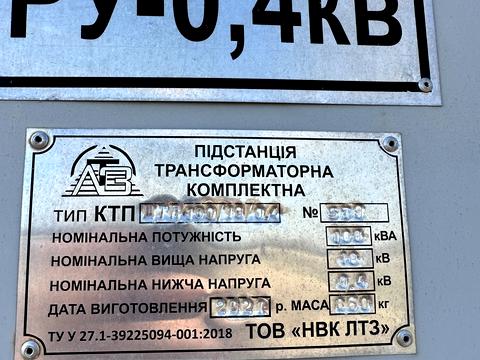 РУ-0,4кВ
ПІДСТАНЦІЯ
ТРАНСФОРМАТОРНА
КОМПЛЕКТНА
ТИП КТП №
НОМІНАЛЬНА ПОТУЖНІСТЬ кВА
НОМІНАЛЬНА ВИЩА НАПРУГА кВ
НОМІНАЛЬНА НИЖЧА НАПРУГА кВ
ДАТА ВИГОТОВЛЕННЯ р. МАСА кг
ТУ У 27.1-39225094-001:2018 ТОВ «НВК ЛТЗ»